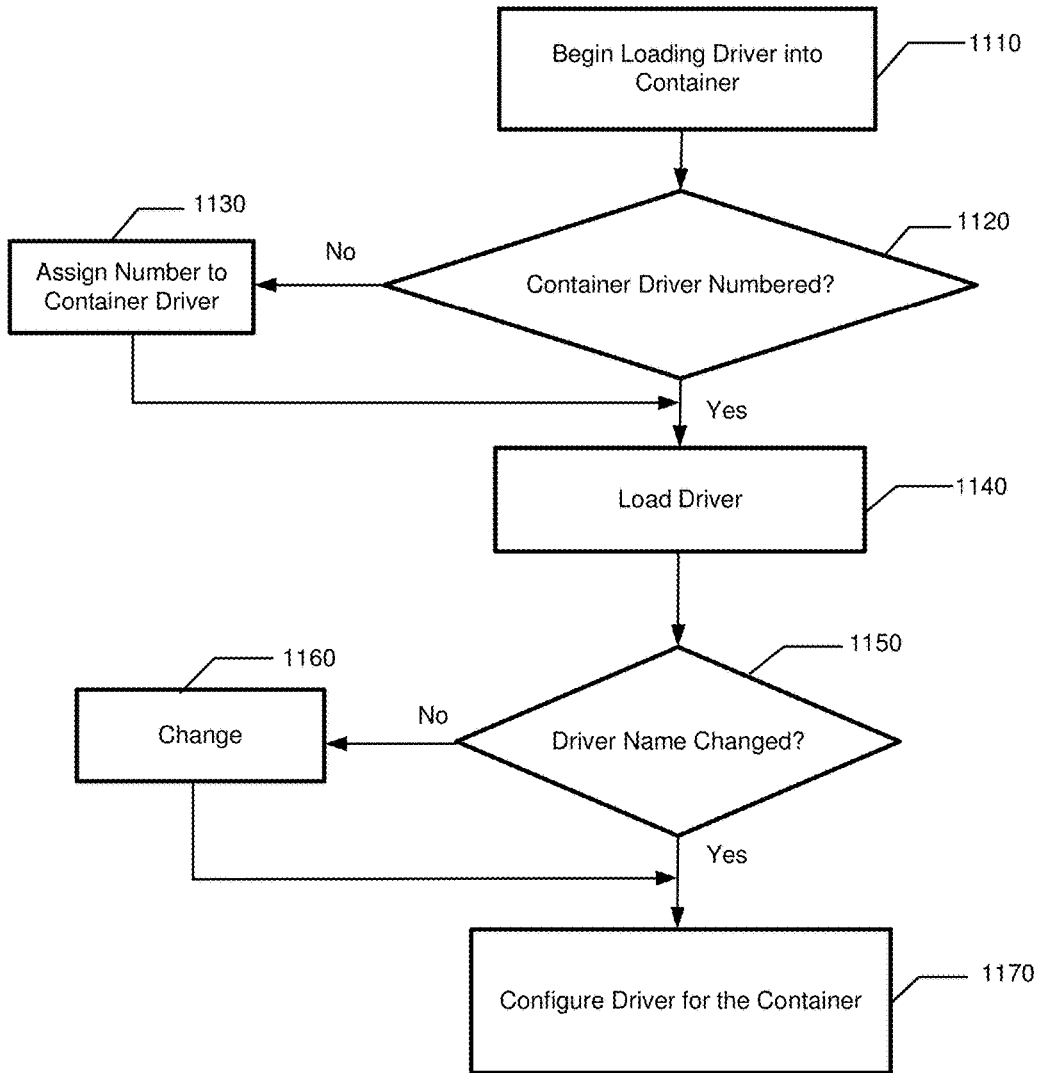 Begin Loading Driver into
Container
1110
1130
1120
No
Assign Number to
Container Driver
Container Driver Numbered?
Yes
Load Driver
1140
1150
1160
No
Change
Driver Name Changed?
Yes
Configure Driver for the Container
1170